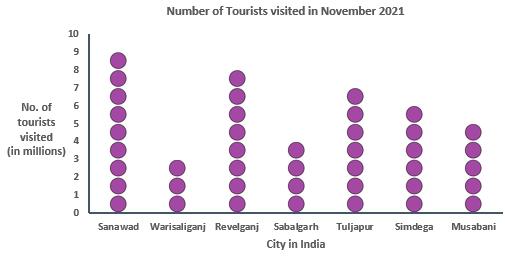 Number of Tourists visited in November 2021
10
9
8
7
6
5
4
3
2
1
0
No. of
tourists
visited
(in millions)
Sanawad Warisaliganj Revelganj Sabalgarh Tuljapur Simdega Musabani
City in India